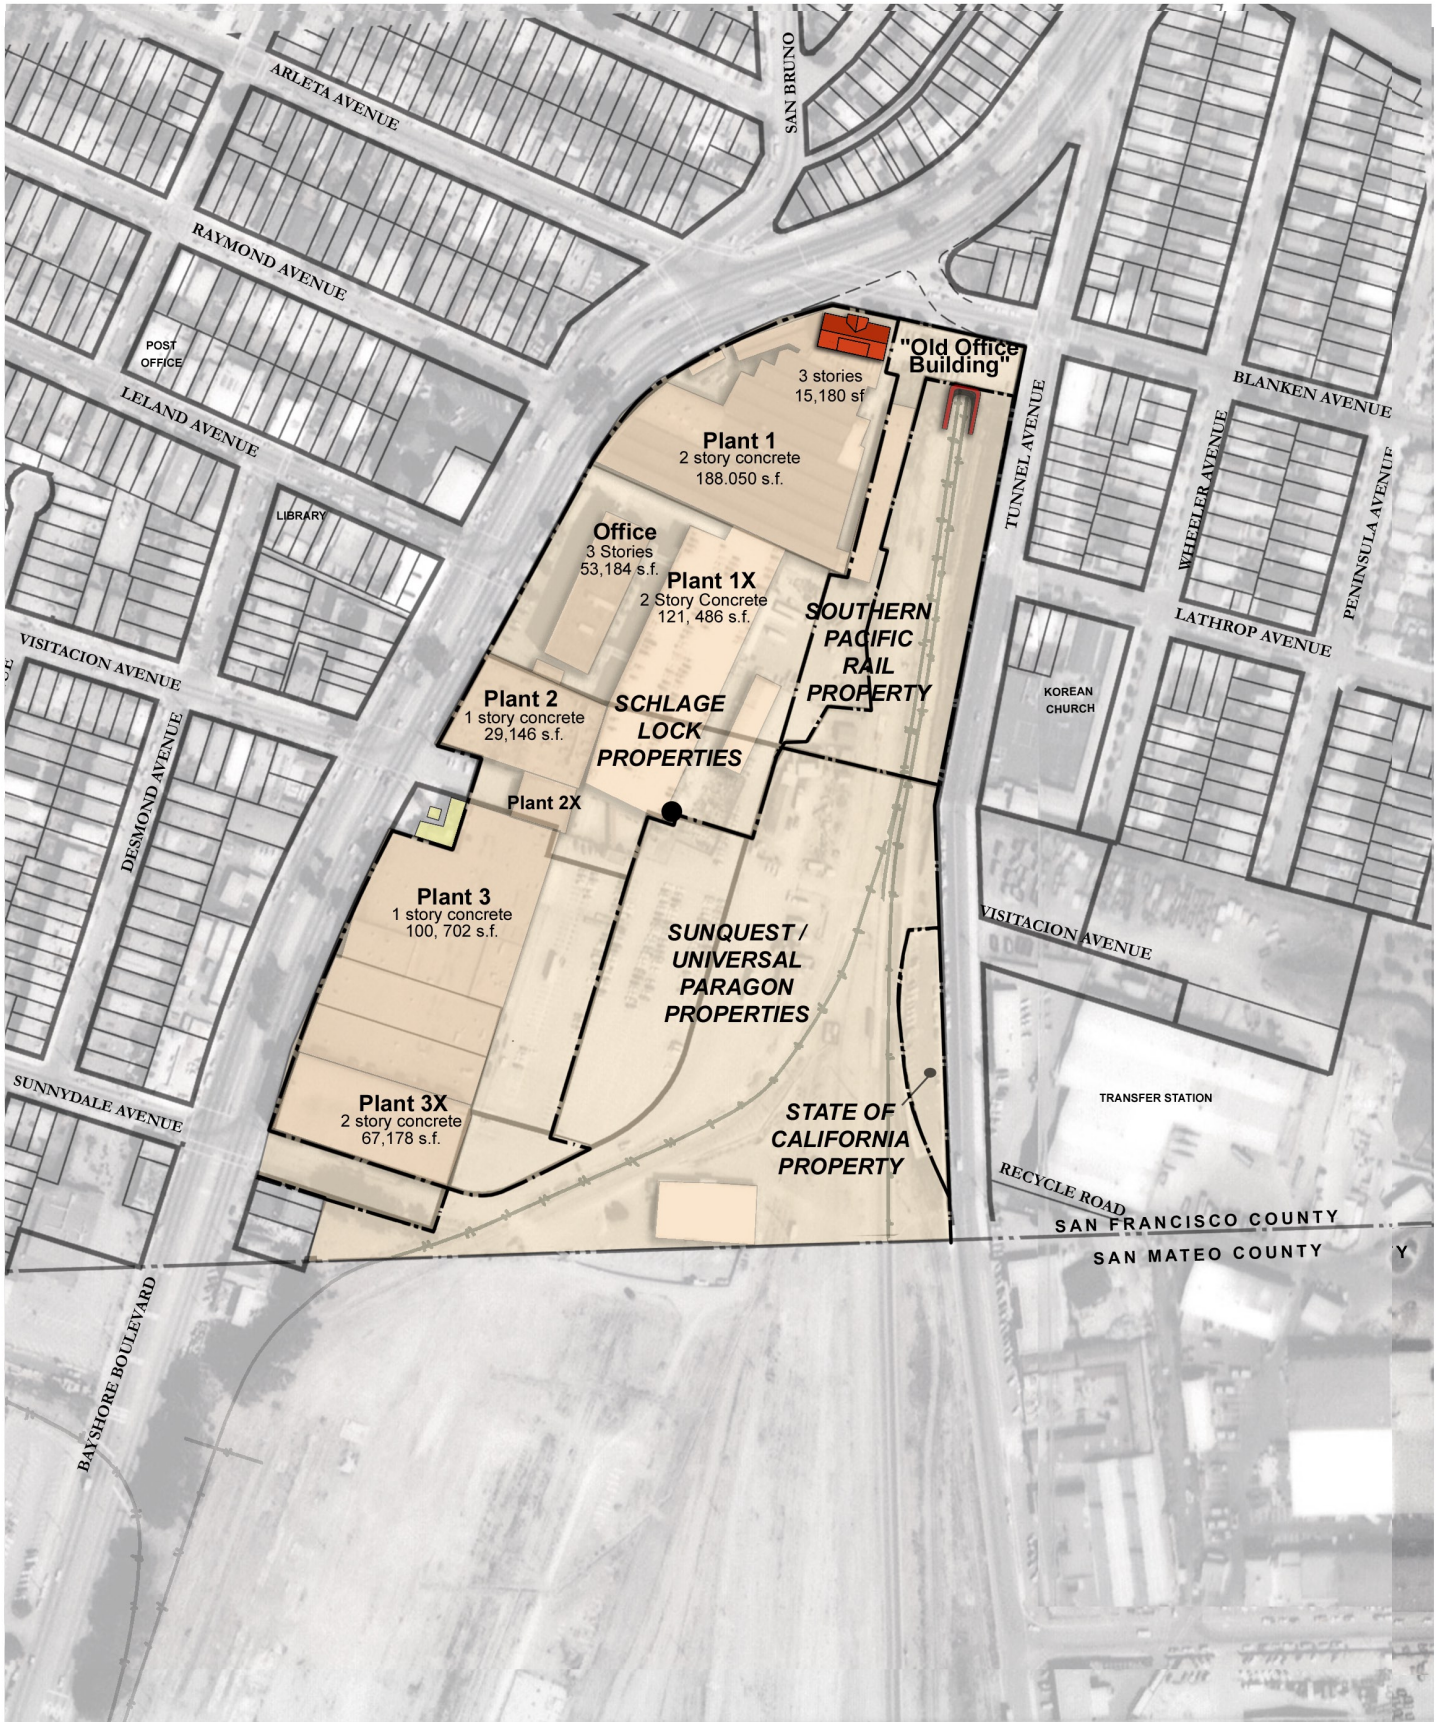 ARLETA AVENUE
SAN BRUNO
RAYMOND AVENUE
POST
OFFICE
LELAND AVENUE
LIBRARY
VISITACION AVENUE
DESMOND AVENUE
SUNNYDALE AVENUE
BAYSHORE BOULEVARD
"Old Office
Building"
3 stories
15,180 sf
Plant 1
2 story concrete
188.050 s.f.
Office
3 Stories
53,184 s.f.
Plant 1X
2 Story Concrete
121, 486 s.f.
SOUTHERN
PACIFIC
RAIL
PROPERTY
Plant 2
1 story concrete
29,146 s.f.
SCHLAGE
LOCK
PROPERTIES
Plant 2X
Plant 3
1 story concrete
100, 702 s.f.
SUNQUEST /
UNIVERSAL
PARAGON
PROPERTIES
Plant 3X
2 story concrete
67,178 s.f.
STATE OF
CALIFORNIA
PROPERTY
TUNNEL AVENUE
BLANKEN AVENUE
WHEELER AVENUE
PENINSULA AVENUE
LATHROP AVENUE
KOREAN
CHURCH
VISITACION AVENUE
TRANSFER STATION
RECYCLE ROAD
SAN FRANCISCO COUNTY
SAN MATEO COUNTY
Y